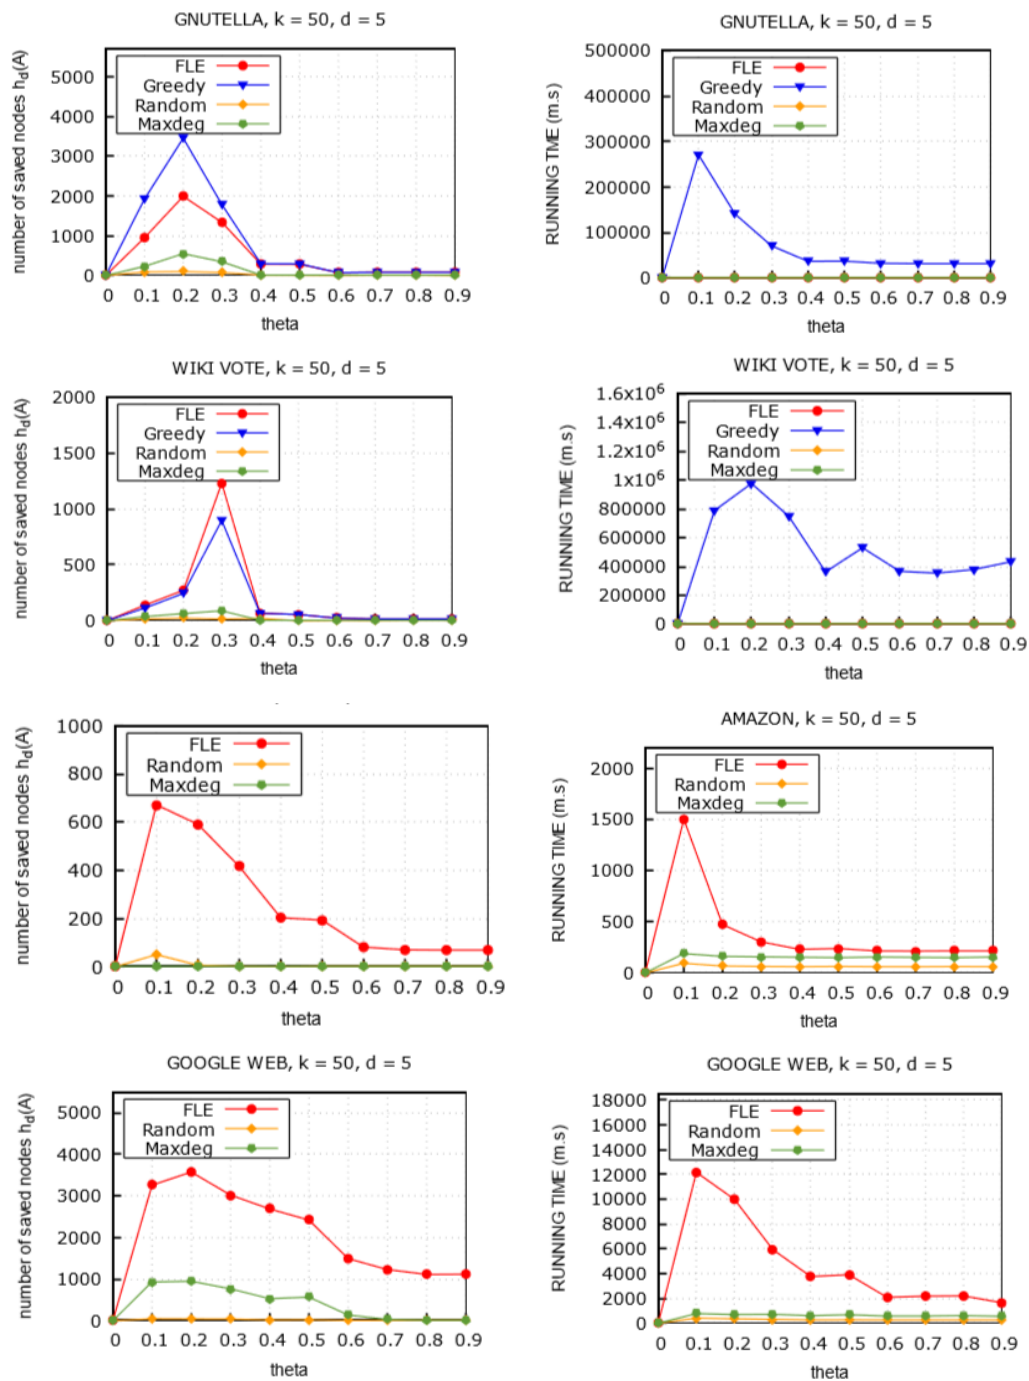 GNUTELLA, k = 50, d = 5
number of saved nodes h_d(A)
5000
4000
3000
2000
1000
0
FLE
Greedy
Random
Maxdeg
0 0.1 0.2 0.3 0.4 0.5 0.6 0.7 0.8 0.9
theta
GNUTELLA, k = 50, d = 5
RUNNING TME (m.s)
500000
400000
300000
200000
100000
0
FLE
Greedy
Random
Maxdeg
0 0.1 0.2 0.3 0.4 0.5 0.6 0.7 0.8 0.9
theta
WIKI VOTE, k = 50, d = 5
number of saved nodes h_d(A)
2000
1500
1000
500
0
FLE
Greedy
Random
Maxdeg
0 0.1 0.2 0.3 0.4 0.5 0.6 0.7 0.8 0.9
theta
WIKI VOTE, k = 50, d = 5
RUNNING TIME (m.s)
1.6x10^6
1.4x10^6
1.2x10^6
1x10^6
800000
600000
400000
200000
0
FLE
Greedy
Random
Maxdeg
0 0.1 0.2 0.3 0.4 0.5 0.6 0.7 0.8 0.9
theta
number of saved nodes h_d(A)
1000
800
600
400
200
0
FLE
Random
Maxdeg
0 0.1 0.2 0.3 0.4 0.5 0.6 0.7 0.8 0.9
theta
AMAZON, k = 50, d = 5
RUNNING TIME (m.s)
2000
1500
1000
500
0
FLE
Random
Maxdeg
0 0.1 0.2 0.3 0.4 0.5 0.6 0.7 0.8 0.9
theta
GOOGLE WEB, k = 50, d = 5
number of saved nodes h_d(A)
5000
4000
3000
2000
1000
0
FLE
Random
Maxdeg
0 0.1 0.2 0.3 0.4 0.5 0.6 0.7 0.8 0.9
theta
GOOGLE WEB, k = 50, d = 5
RUNNING TIME (m.s)
18000
16000
14000
12000
10000
8000
6000
4000
2000
0
FLE
Random
Maxdeg
0 0.1 0.2 0.3 0.4 0.5 0.6 0.7 0.8 0.9
theta